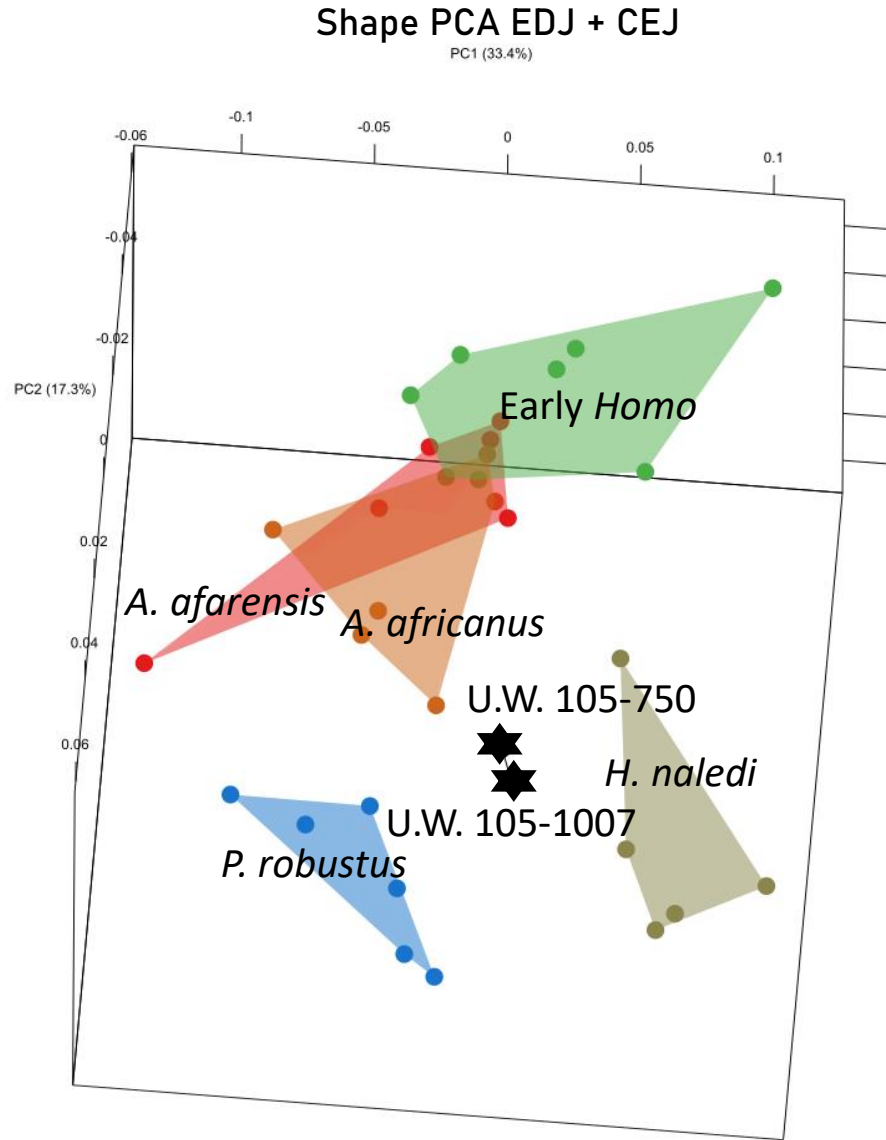 Shape PCA EDJ + CEJ
PC1 (33.4%)
-0.06
-0.1
-0.05
0
0.05
0.1
-0.04
-0.02
PC2 (17.3%)
0
0.02
0.04
0.06
Early Homo
A. afarensis
A. africanus
U.W. 105-750
H. naledi
U.W. 105-1007
P. robustus